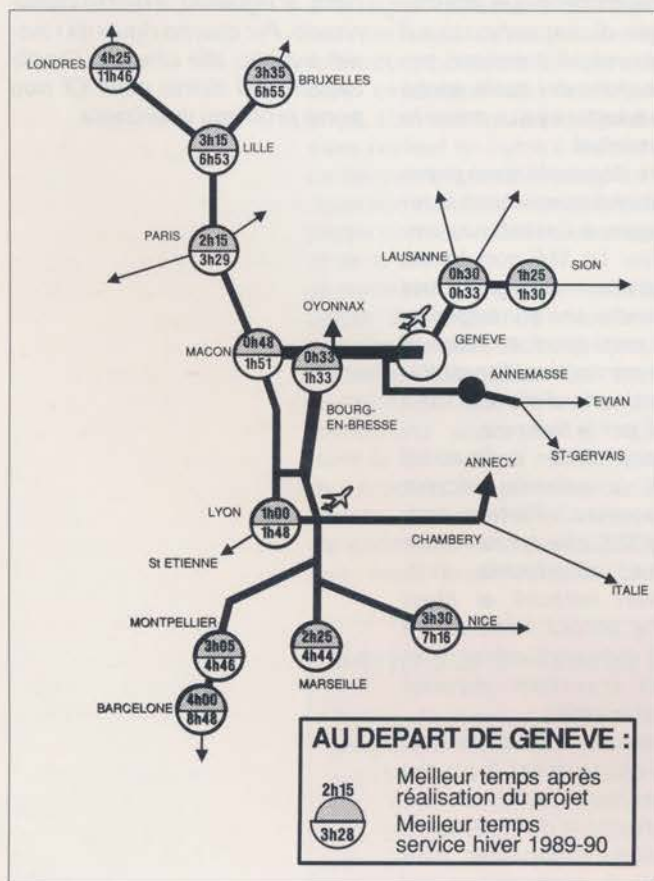 LONDRES
4h25
11h46
3h35
6h55
BRUXELLES
3h15
6h53
LILLE
PARIS
2h15
3h29
LAUSANNE
0h30
0h33
1h25
1h30
SION
OYONNAX
MACON
0h48
1h51
0h33
1h33
GENEVE
BOURG-
EN-BRESSE
ANNEMASSE
EVIAN
ST-GERVAIS
ANNECY
LYON
1h00
1h48
CHAMBERY
St ETIENNE
ITALIE
MONTPELLIER
3h05
4h46
2h25
4h44
MARSEILLE
3h30
7h16
NICE
BARCELONE
4h00
8h48
AU DEPART DE GENEVE :
2h15
Meilleur temps après
réalisation du projet
3h28
Meilleur temps
service hiver 1989-90